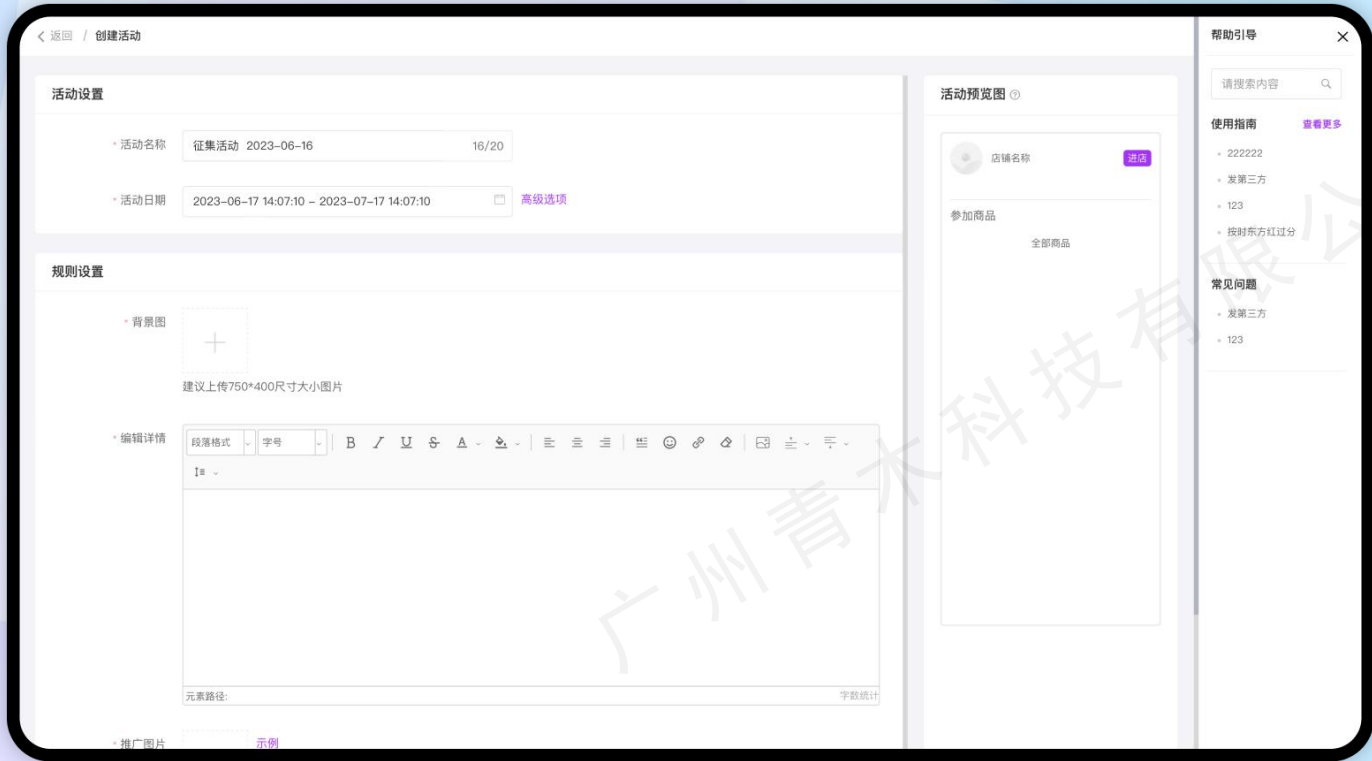 返回 / 创建活动
活动设置
* 活动名称 征集活动 2023-06-16 16/20
* 活动日期 2023-06-17 14:07:10 - 2023-07-17 14:07:10 高级选项
规则设置
* 背景图
建议上传750*400尺寸大小图片
* 编辑详情 段落格式 字号 B I U S A
元素路径: 字数统计
* 推广图片 示例
活动预览图
店铺名称 进店
参加商品
全部商品
帮助引导
请搜索内容
使用指南 查看更多
222222
发第三方
123
按时东方红过分
常见问题
发第三方
123
广州青木科技有限公